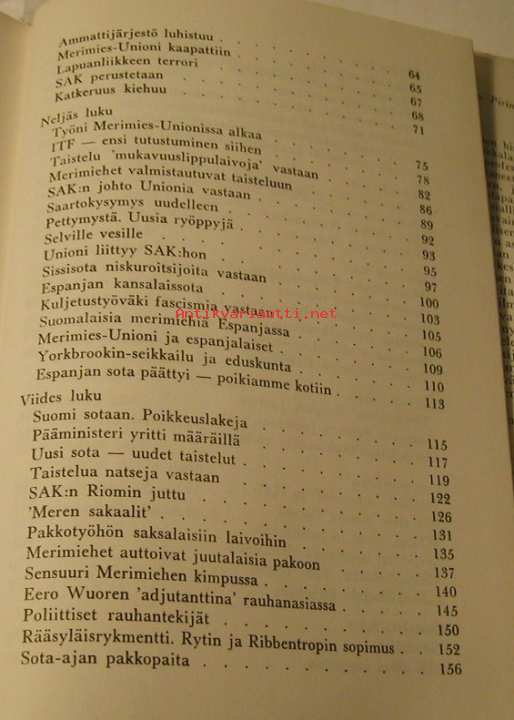 Ammattijärjestö luhistuu . . . . . 64
Merimies-Unioni kaapattiin . . . . . 65
Lapuanliikkeen terrori . . . . . 67
SAK perustetaan . . . . . 68
Katkeruus kiehuu . . . . . 71
Neljäs luku
Työni Merimies-Unionissa alkaa . . . . . 75
ITF — ensi tutustuminen siihen . . . . . 78
Taistelu 'mukavuuslippulaivoja' vastaan . . . . . 82
Merimiehet valmistautuvat taisteluun . . . . . 86
SAK:n johto Unionia vastaan . . . . . 89
Saartokysymys uudelleen . . . . . 92
Pettymystä. Uusia ryöppyjä . . . . . 93
Selville vesille . . . . . 95
Unioni liittyy SAK:hon . . . . . 97
Sissisota niskuroitsijoita vastaan . . . . . 100
Espanjan kansalaissota . . . . . 103
Kuljetustyöväki fascismia vastaan . . . . . 105
Antikvariaatti.net
Suomalaisia merimiehiä Espanjassa . . . . . 106
Merimies-Unioni ja espanjalaiset . . . . . 109
Yorkbrookin-seikkailu ja eduskunta . . . . . 110
Espanjan sota päättyi — poikiamme kotiin . . . . . 113
Viides luku
Suomi sotaan. Poikkeuslakeja . . . . . 115
Pääministeri yritti määräillä . . . . . 117
Uusi sota — uudet taistelut . . . . . 119
Taistelua natseja vastaan . . . . . 122
SAK:n Riomin juttu . . . . . 126
'Meren sakaalit' . . . . . 131
Pakkotyöhön saksalaisiin laivoihin . . . . . 135
Merimiehet auttoivat juutalaisia pakoon . . . . . 137
Sensuuri Merimiehen kimpussa . . . . . 140
Eero Wuoren 'adjutanttina' rauhanasiassa . . . . . 145
Poliittiset rauhantekijät . . . . . 150
Rääsyläisrykmentti. Rytin ja Ribbentropin sopimus . . 152
Sota-ajan pakkopaita . . . . . 156